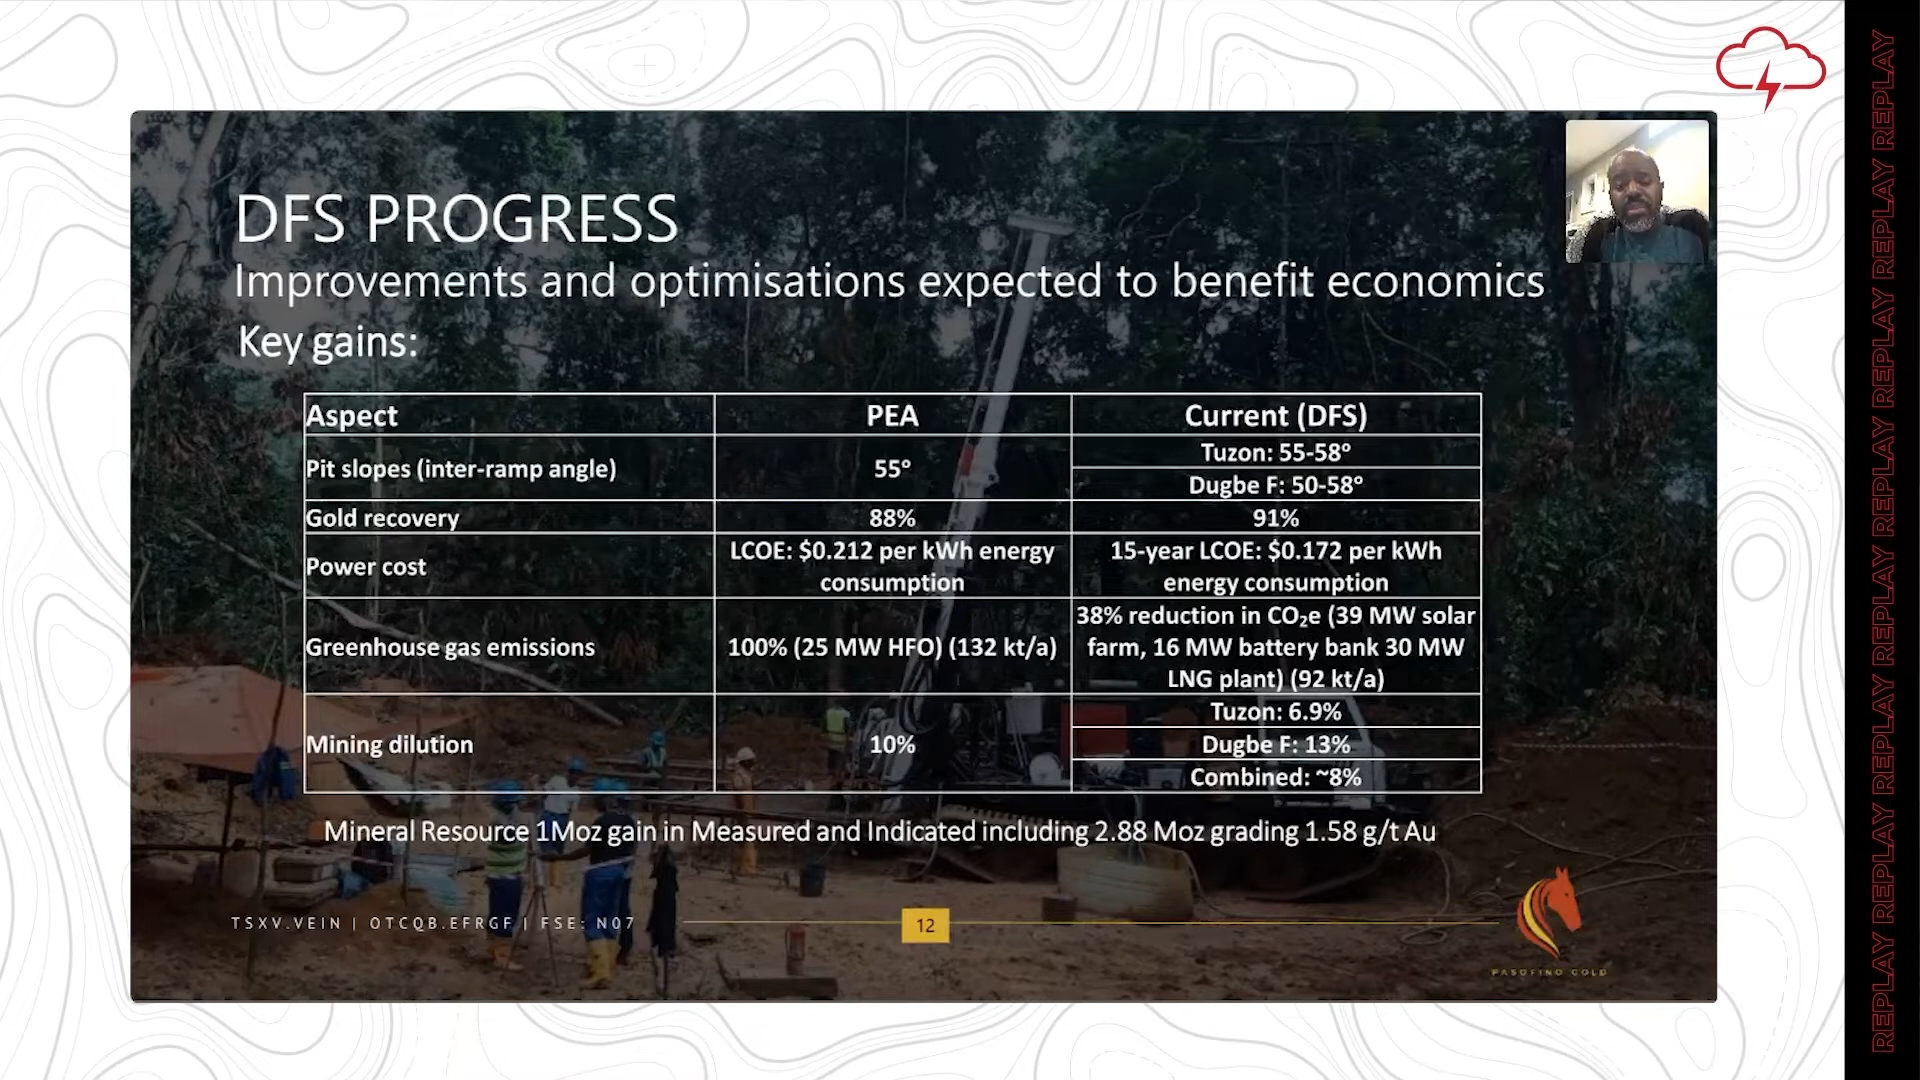 DFS PROGRESS
Improvements and optimisations expected to benefit economics
Key gains:
Aspect PEA Current (DFS)
Pit slopes (inter-ramp angle) 55° Tuzon: 55-58°
Dugbe F: 50-58°
Gold recovery 88% 91%
Power cost LCOE: $0.212 per kWh energy consumption 15-year LCOE: $0.172 per kWh energy consumption
Greenhouse gas emissions 100% (25 MW HFO) (132 kt/a) 38% reduction in CO₂e (39 MW solar farm, 16 MW battery bank 30 MW LNG plant) (92 kt/a)
Mining dilution 10% Tuzon: 6.9%
Dugbe F: 13%
Combined: ~8%
Mineral Resource 1Moz gain in Measured and Indicated including 2.88 Moz grading 1.58 g/t Au
TSXV.VEIN | OTCQB.EFRGF | FSE: N07
12
PASOFINO GOLD
REPLAY REPLAY REPLAY REPLAY REPLAY REPLAY REPLAY REPLAY